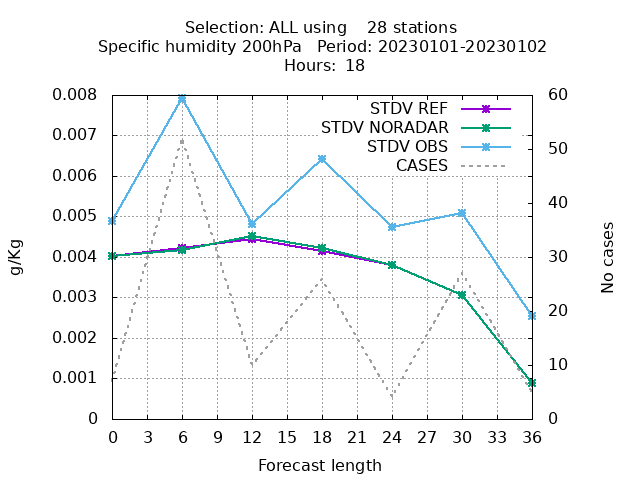 Selection: ALL using    28 stations
Specific humidity 200hPa   Period: 20230101-20230102
Hours: 18
STDV REF
STDV NORADAR
STDV OBS
CASES
0.008
0.007
0.006
0.005
0.004
0.003
0.002
0.001
0
60
50
40
30
20
10
0
g/Kg
No cases
0 3 6 9 12 15 18 21 24 27 30 33 36
Forecast length